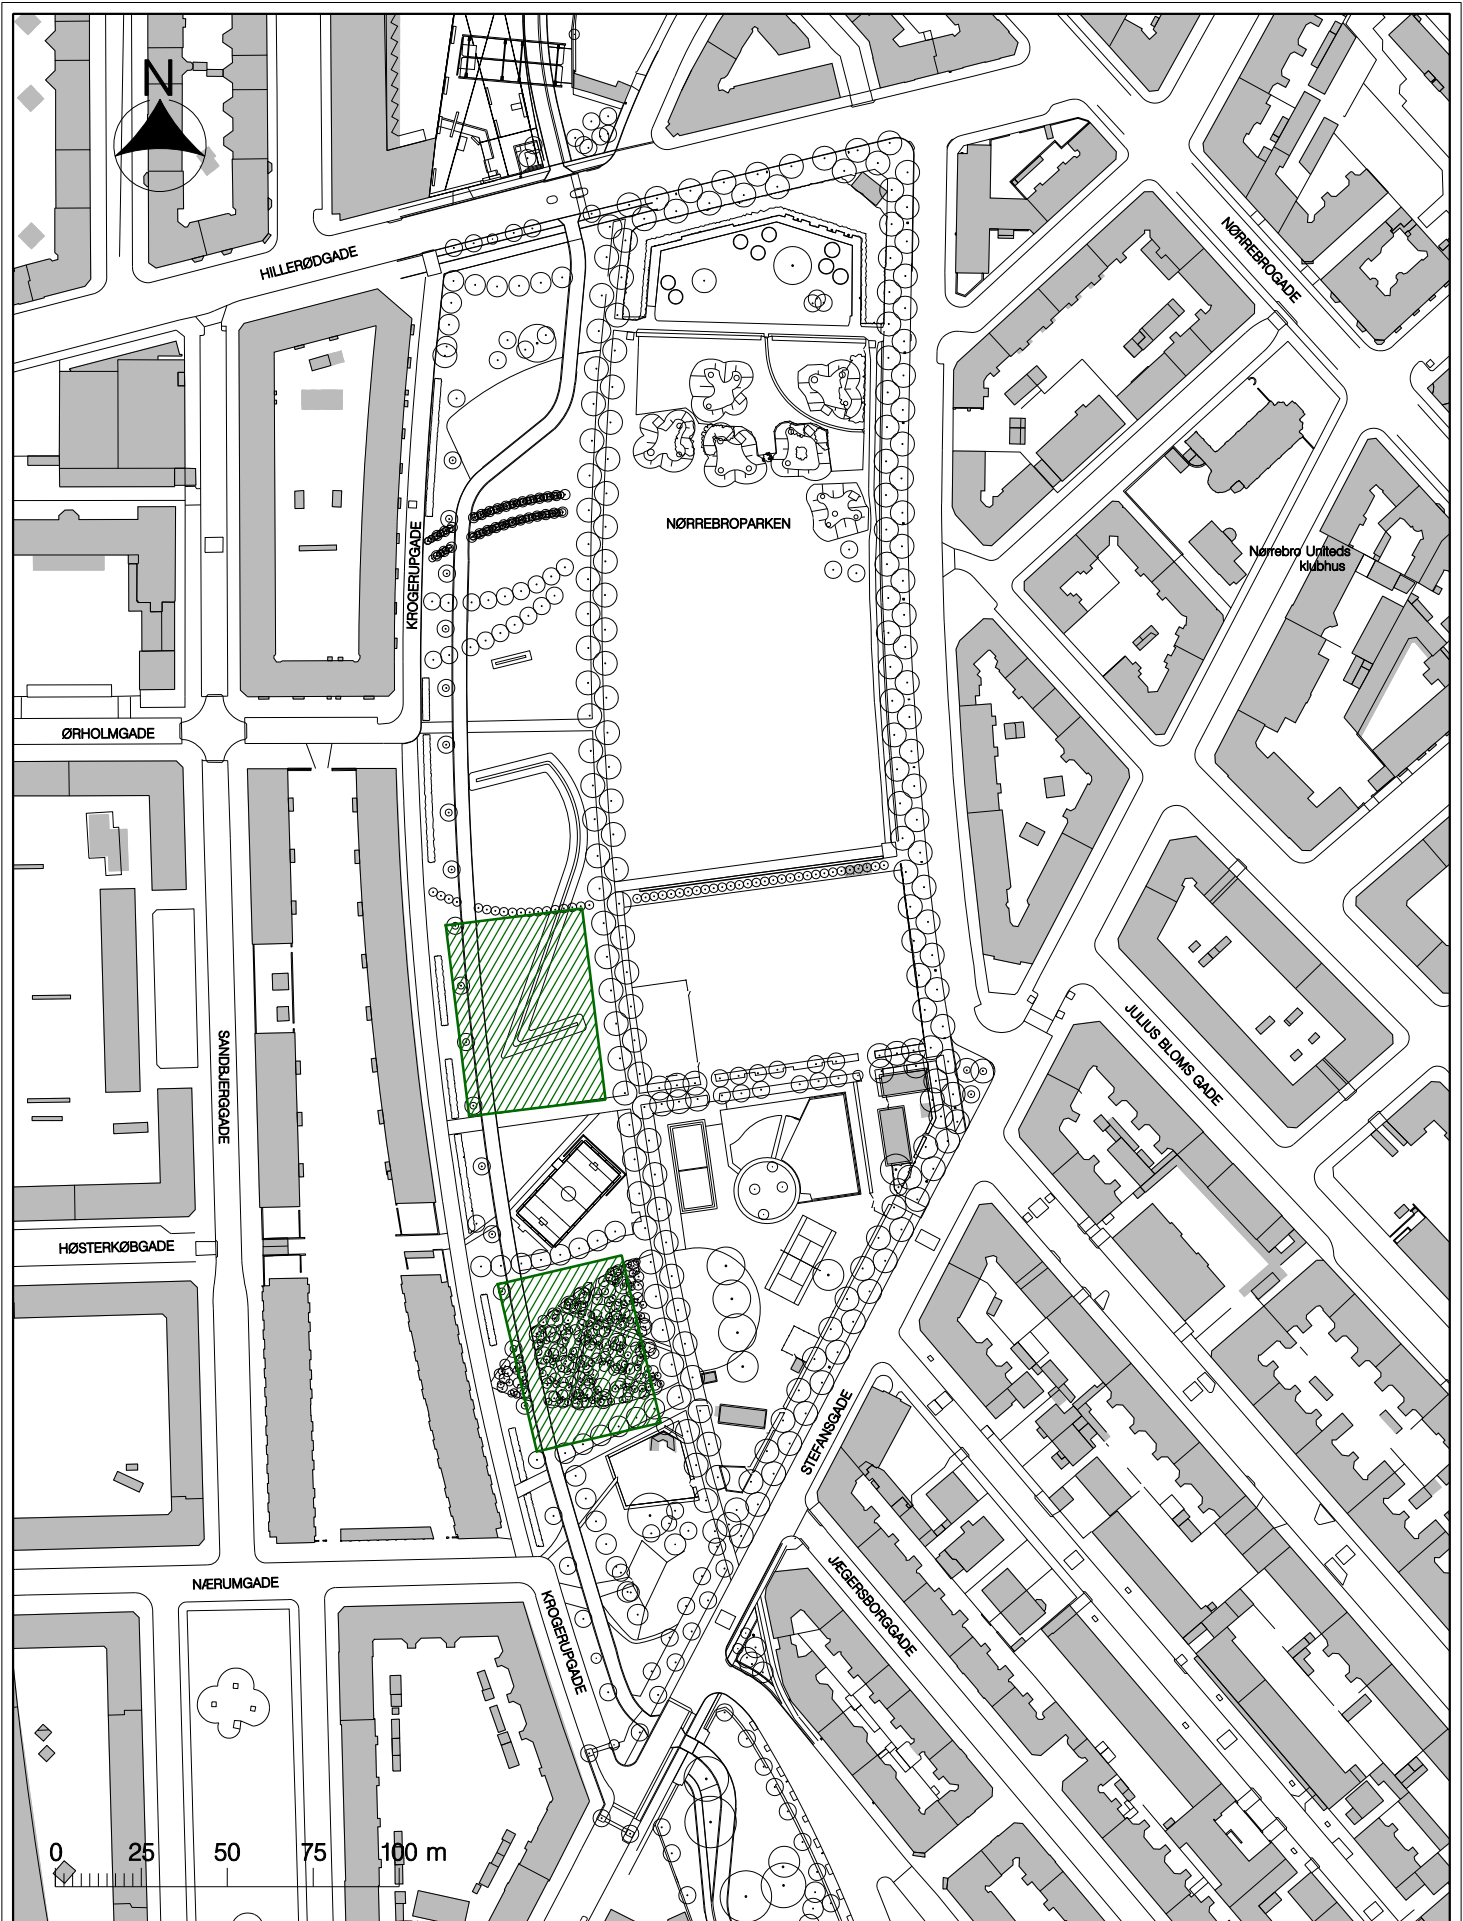 N
HILLERØDGADE
NØRREBROGADE
NØRREBROPARKEN
KROGERUPGADE
Nørrebro Uniteds
klubhus
ØRHOLMGADE
JULIUS BLOMS GADE
SANDBJERGGADE
HØSTERKØBGADE
STEFANSGADE
JÆGERSBORGGADE
NÆRUMGADE
KROGERUPGADE
0 25 50 75 100 m